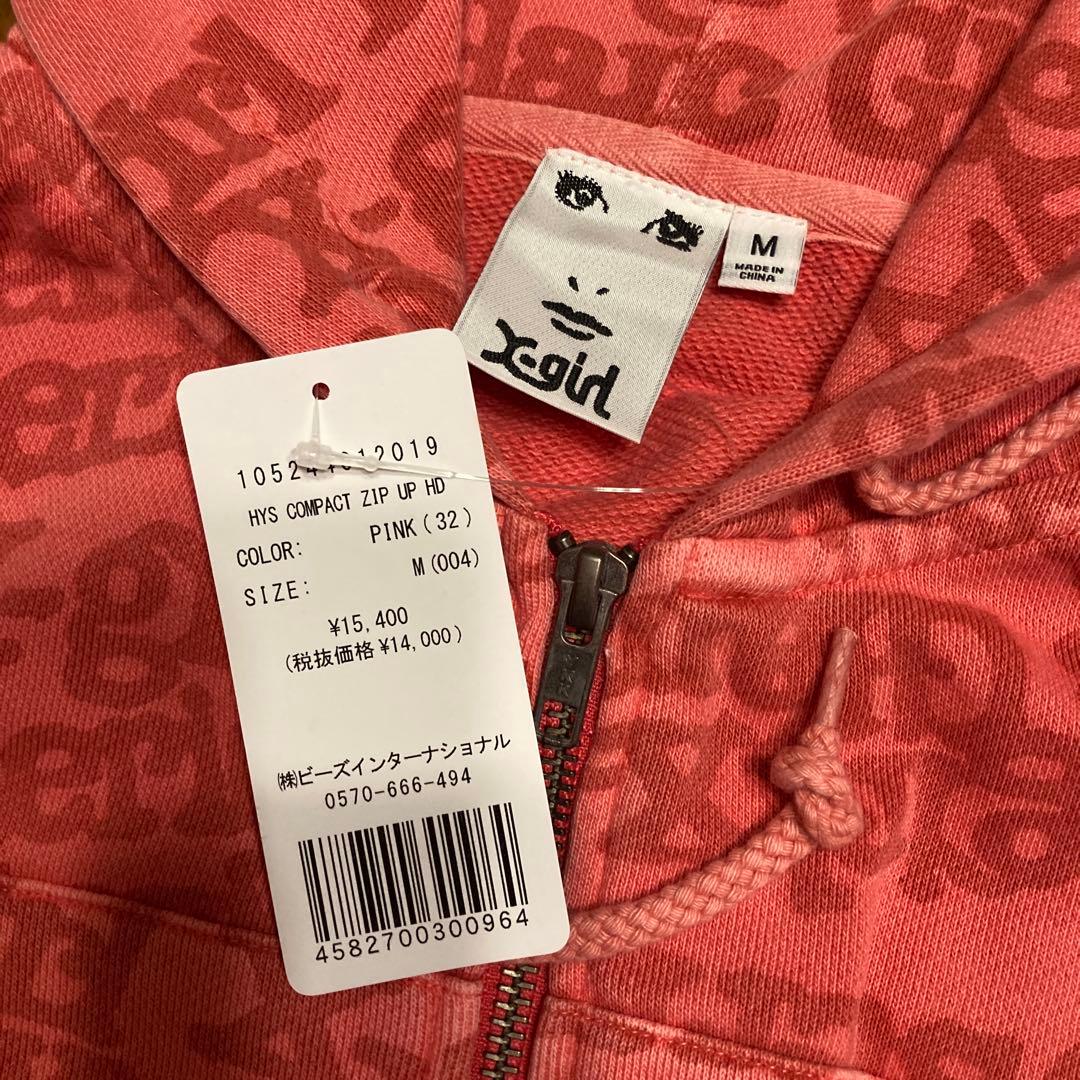 X-girl
M
MADE IN
CHINA
HYS COMPACT ZIP UP HD
COLOR: PINK(32)
SIZE: M(004)
¥15,400
(税抜価格¥14,000)
㈱ビーズインターナショナル
0570-666-494
4582700300964